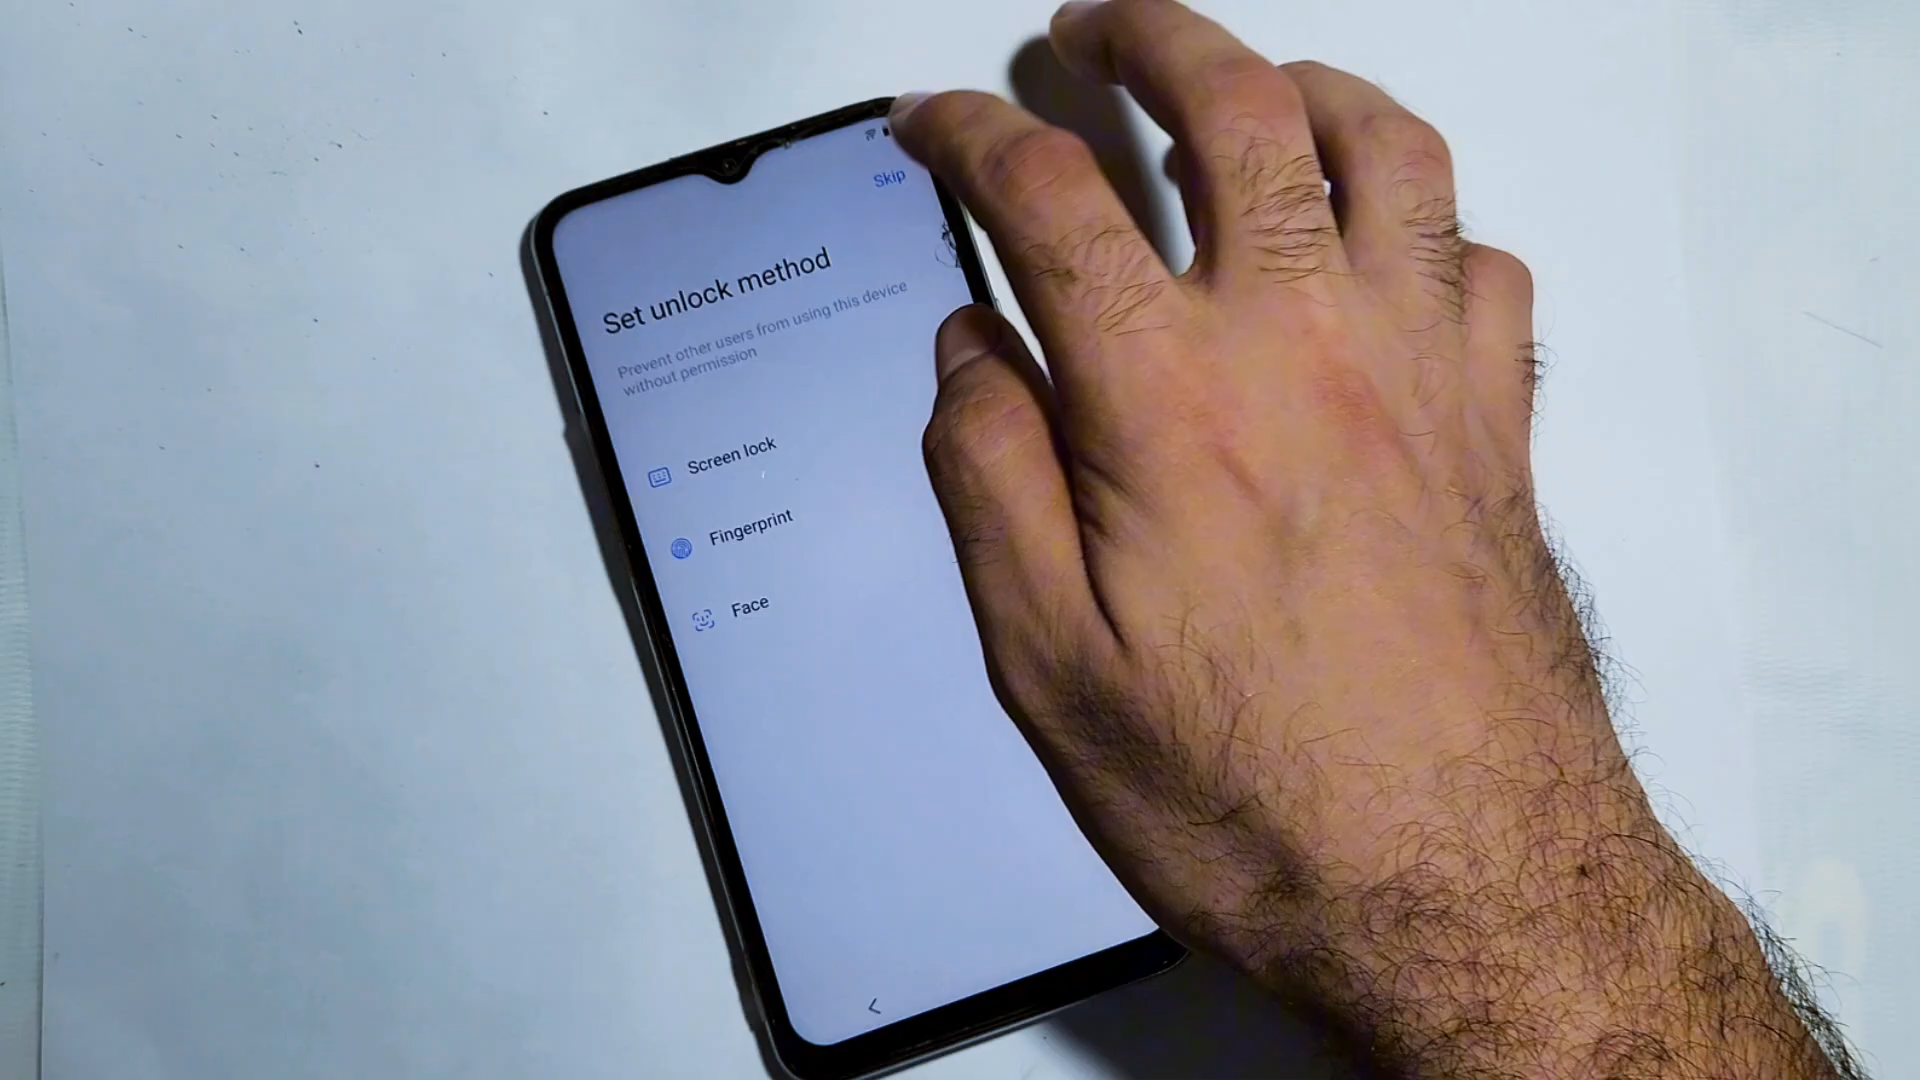 Skip
Set unlock method
Prevent other users from using this device
without permission
Screen lock
Fingerprint
Face